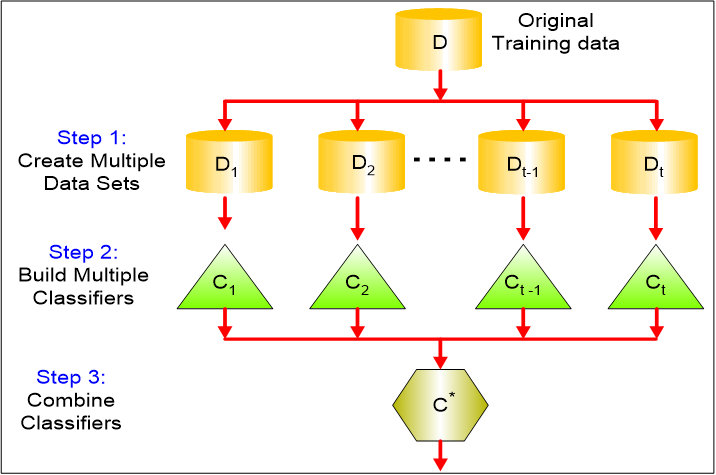 D
Original
Training data
Step 1:
Create Multiple
Data Sets
D1
D2
Dt-1
Dt
Step 2:
Build Multiple
Classifiers
C1
C2
Ct -1
Ct
Step 3:
Combine
Classifiers
C*